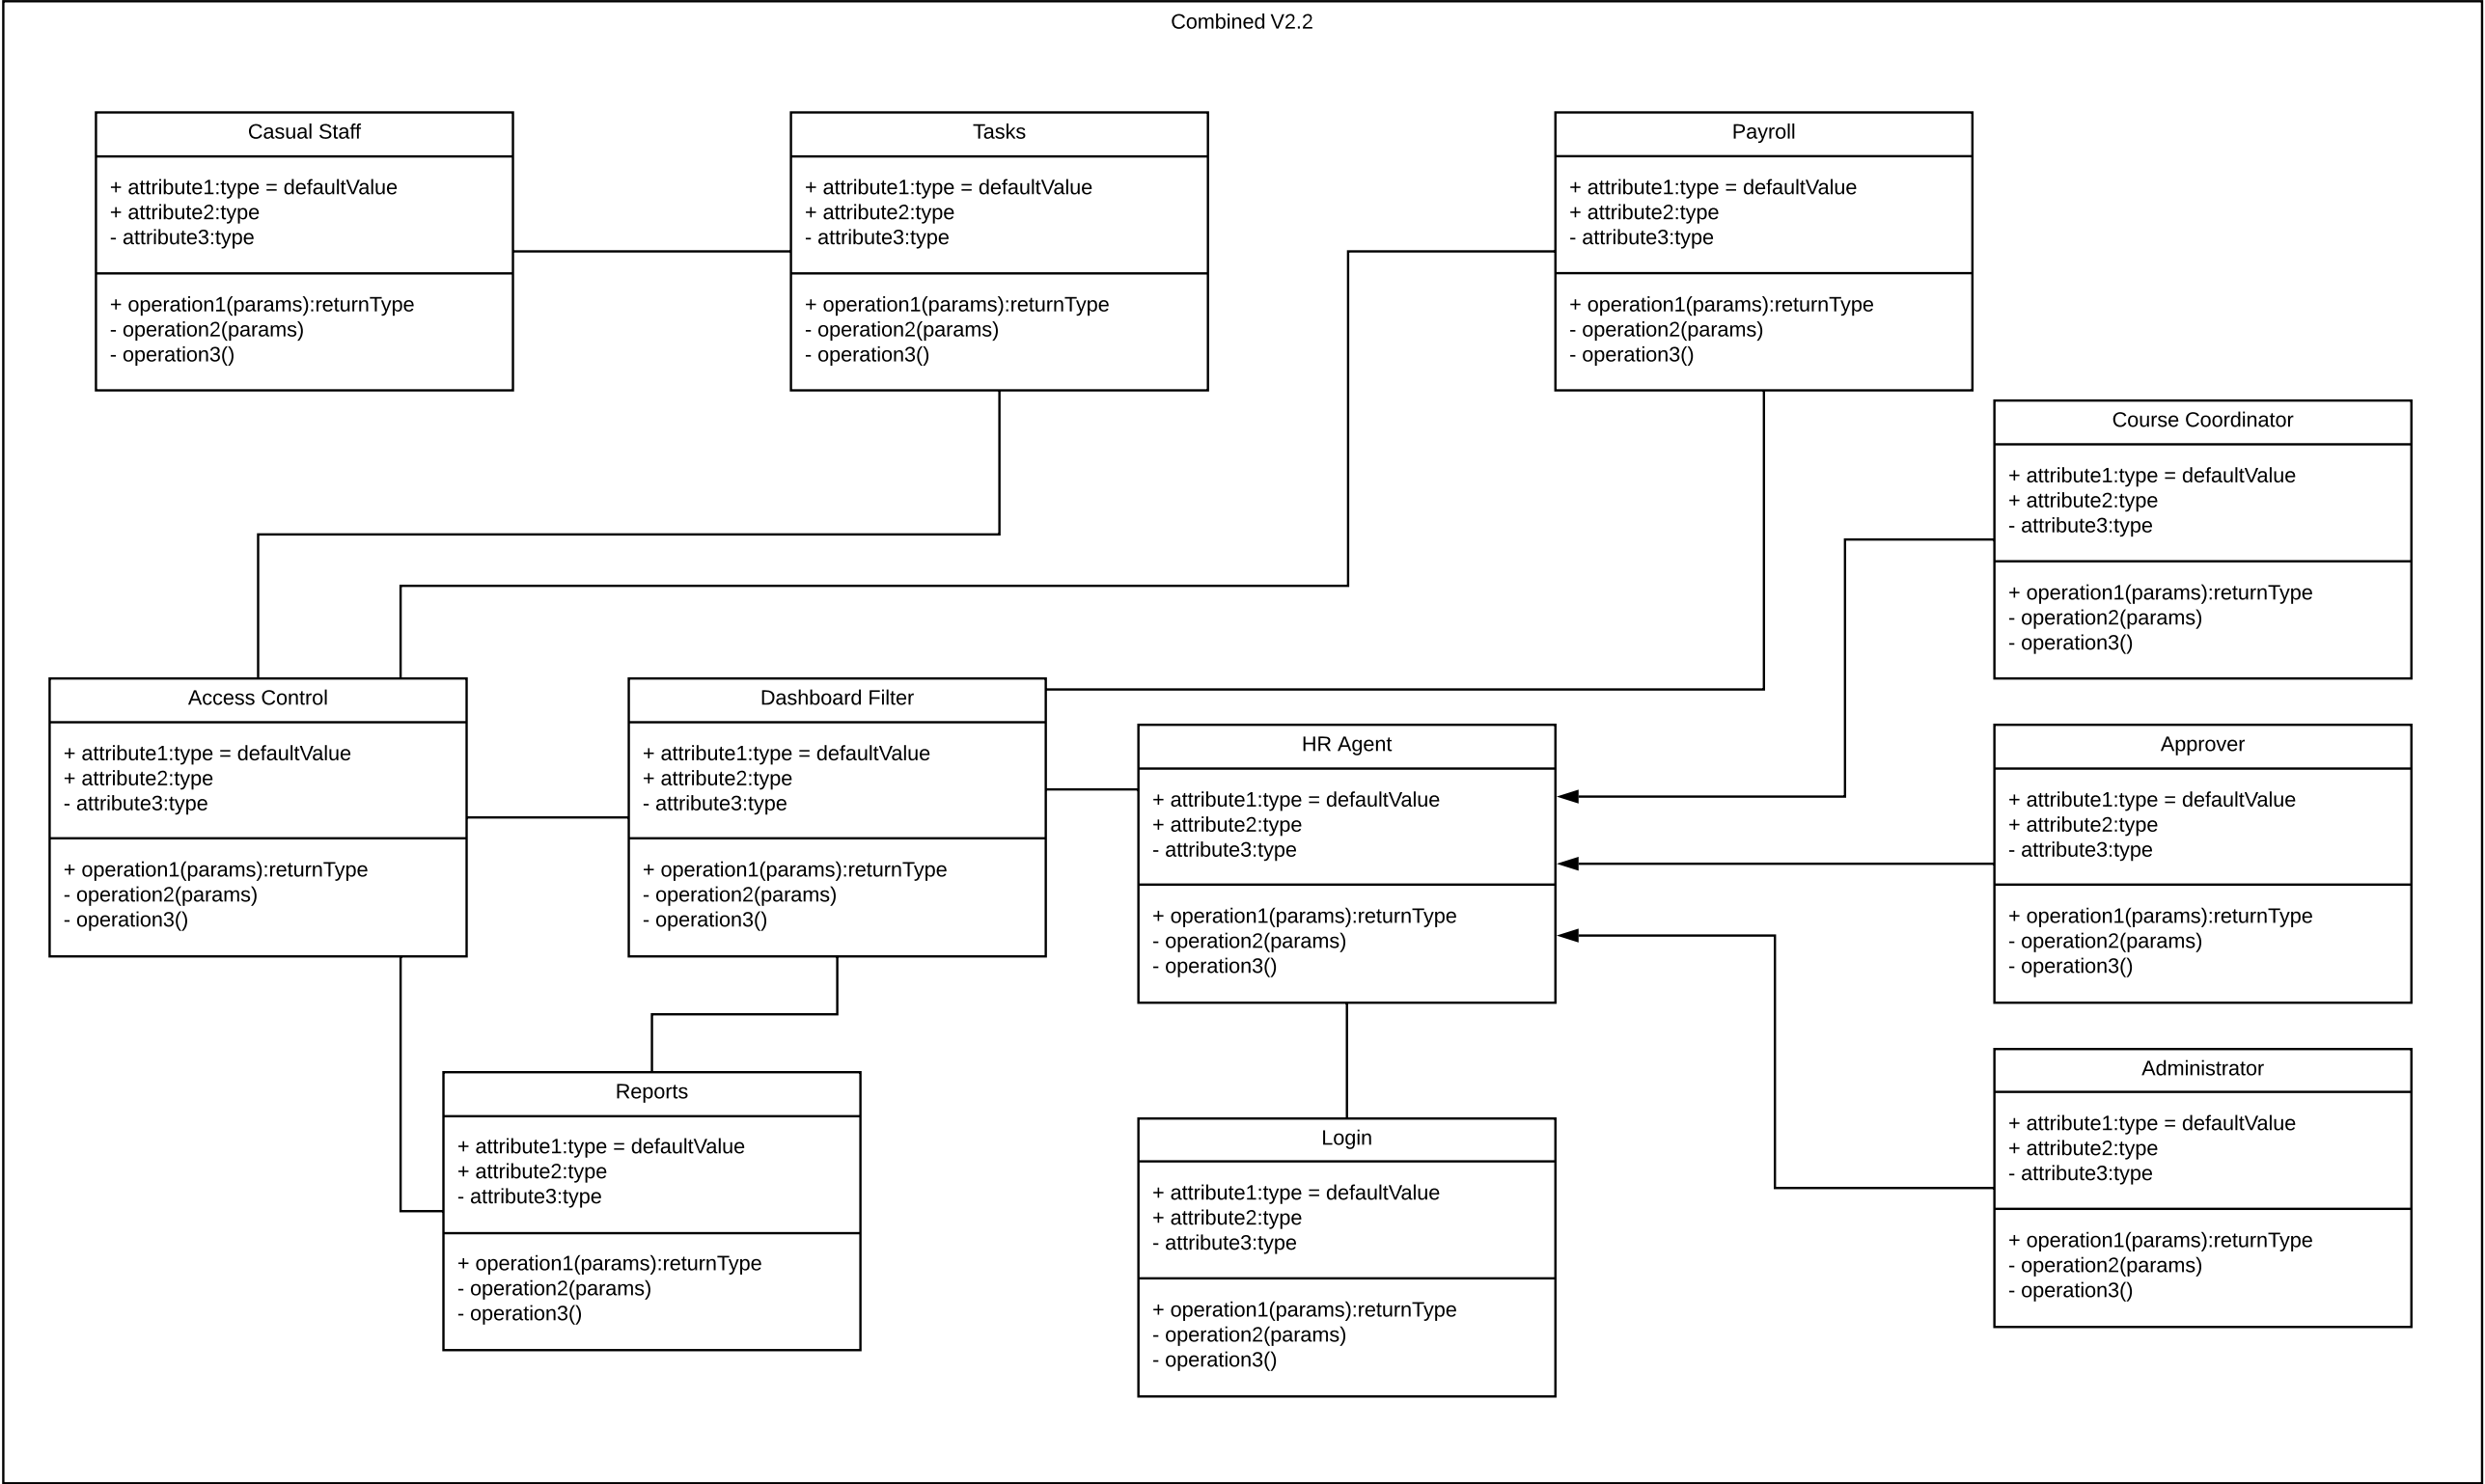 Combined V2.2
Casual Staff
+ attribute1:type = defaultValue
+ attribute2:type
- attribute3:type
+ operation1(params):returnType
- operation2(params)
- operation3()
Tasks
+ attribute1:type = defaultValue
+ attribute2:type
- attribute3:type
+ operation1(params):returnType
- operation2(params)
- operation3()
Payroll
+ attribute1:type = defaultValue
+ attribute2:type
- attribute3:type
+ operation1(params):returnType
- operation2(params)
- operation3()
Course Coordinator
+ attribute1:type = defaultValue
+ attribute2:type
- attribute3:type
+ operation1(params):returnType
- operation2(params)
- operation3()
Access Control
+ attribute1:type = defaultValue
+ attribute2:type
- attribute3:type
+ operation1(params):returnType
- operation2(params)
- operation3()
Dashboard Filter
+ attribute1:type = defaultValue
+ attribute2:type
- attribute3:type
+ operation1(params):returnType
- operation2(params)
- operation3()
HR Agent
+ attribute1:type = defaultValue
+ attribute2:type
- attribute3:type
+ operation1(params):returnType
- operation2(params)
- operation3()
Approver
+ attribute1:type = defaultValue
+ attribute2:type
- attribute3:type
+ operation1(params):returnType
- operation2(params)
- operation3()
Reports
+ attribute1:type = defaultValue
+ attribute2:type
- attribute3:type
+ operation1(params):returnType
- operation2(params)
- operation3()
Login
+ attribute1:type = defaultValue
+ attribute2:type
- attribute3:type
+ operation1(params):returnType
- operation2(params)
- operation3()
Administrator
+ attribute1:type = defaultValue
+ attribute2:type
- attribute3:type
+ operation1(params):returnType
- operation2(params)
- operation3()